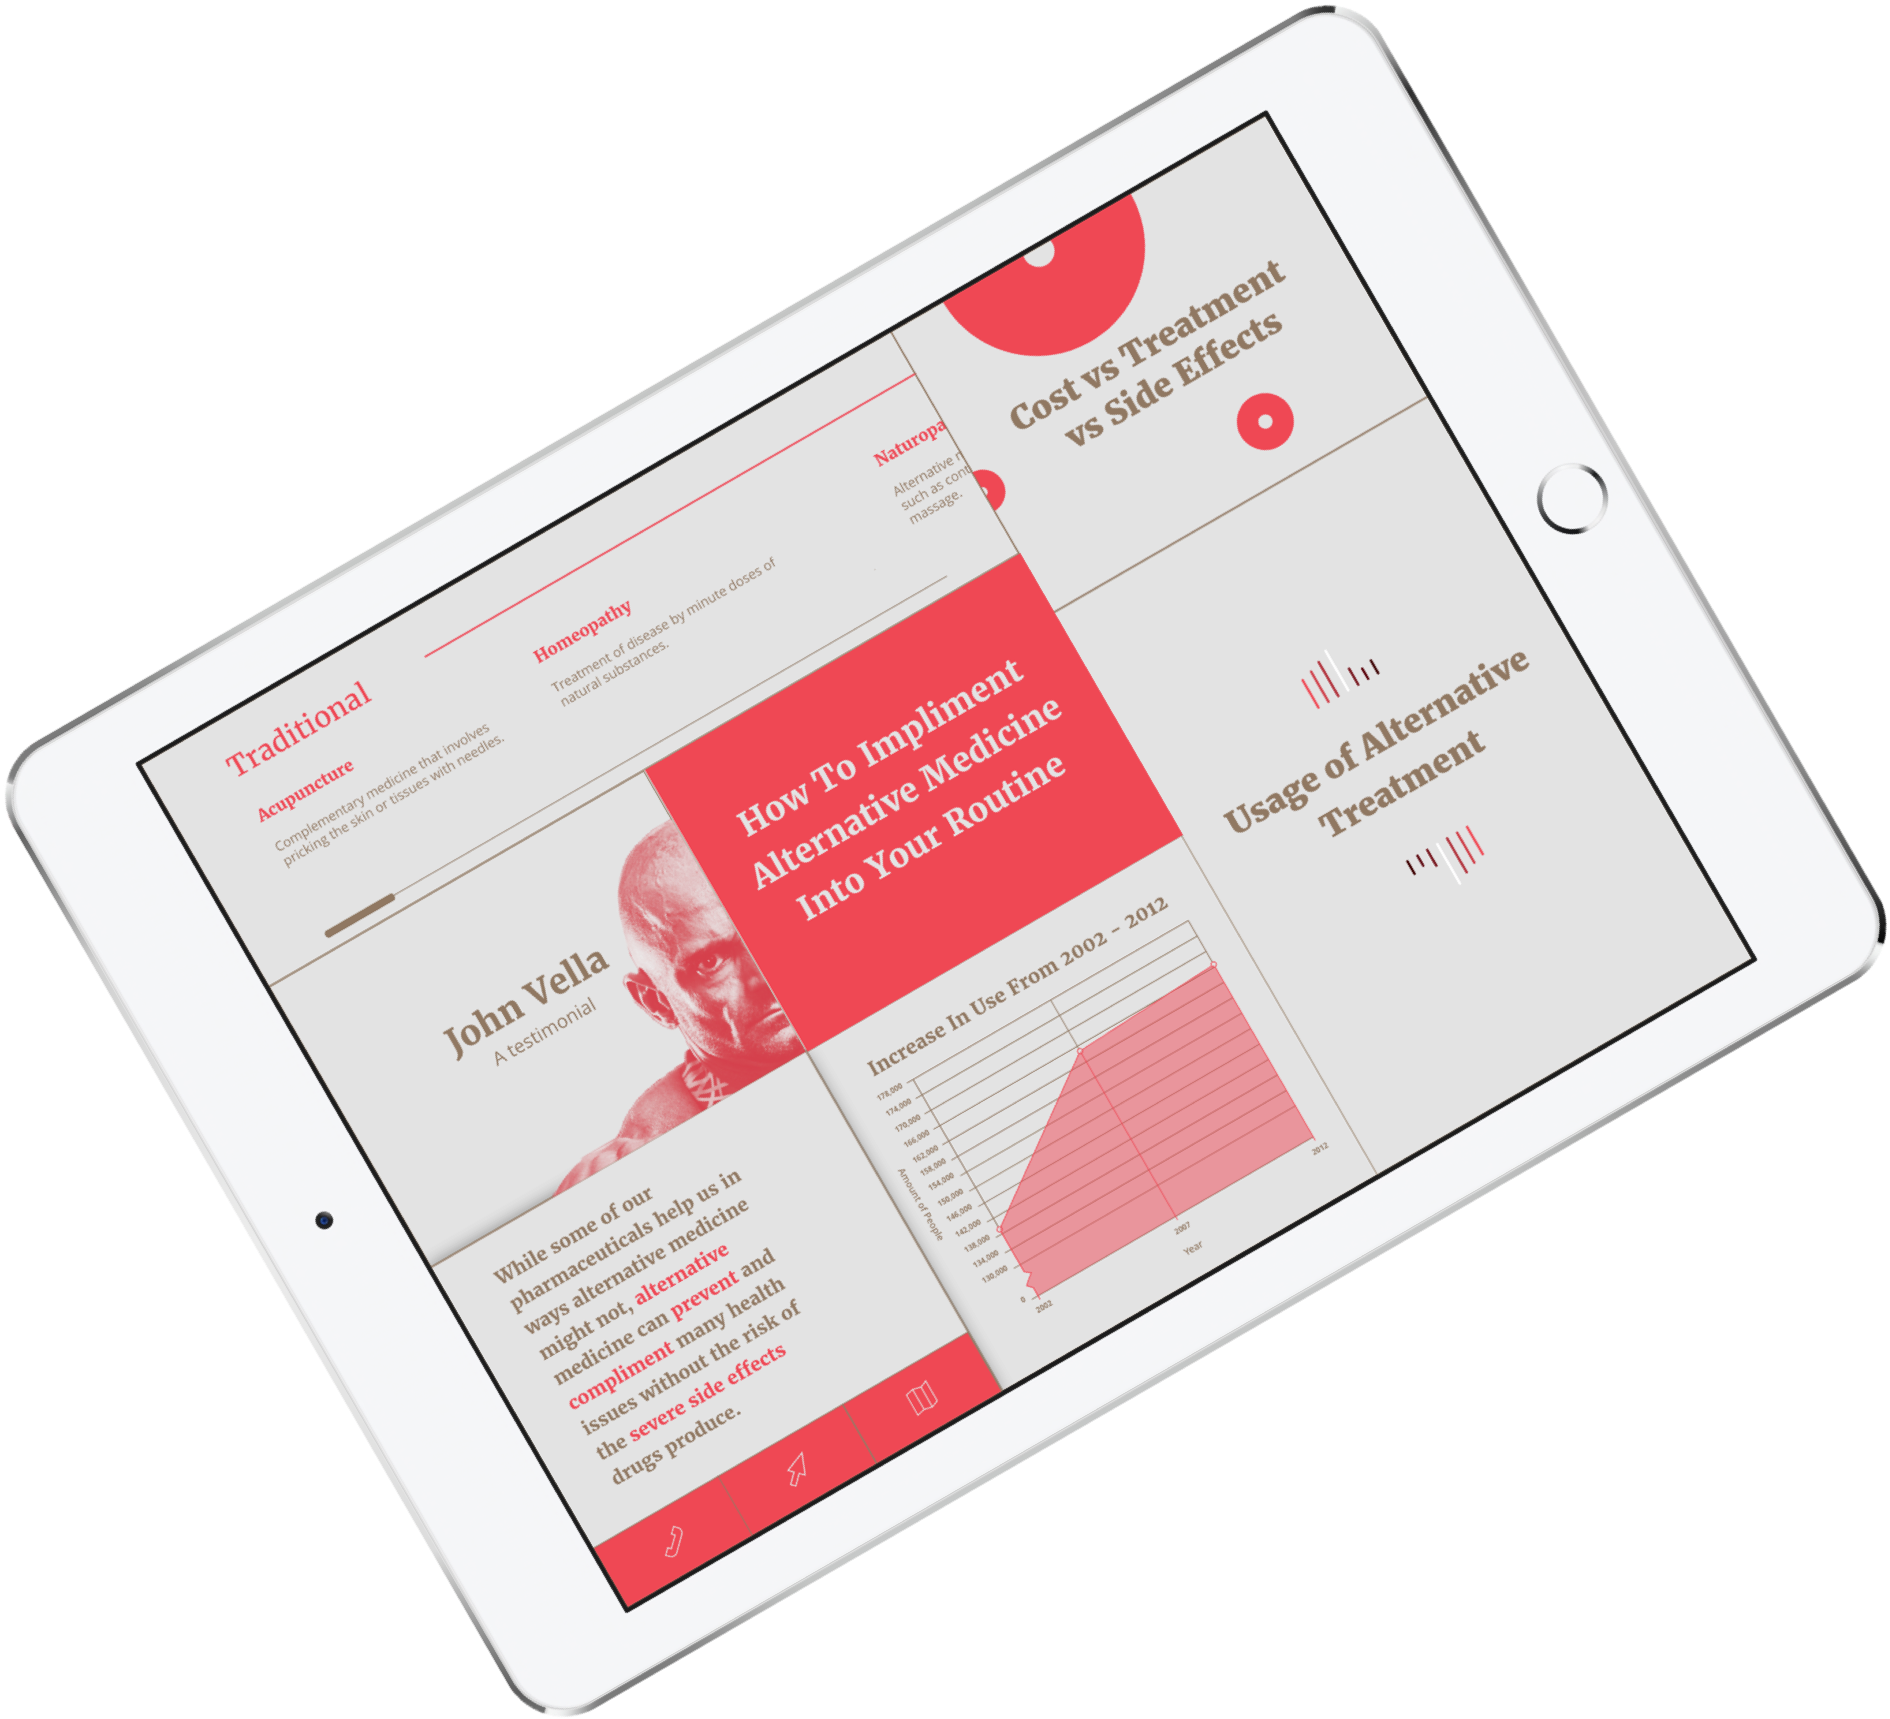 Traditional
Acupuncture
Complementary medicine that involves
pricking the skin or tissues with needles.
Homeopathy
Treatment of disease by minute doses of
natural substances.
Naturopa
Alternative
such as cont
massage.
Cost vs Treatment
vs Side Effects
John Vella
A testimonial
How To Impliment
Alternative Medicine
Into Your Routine
Usage of Alternative
Treatment
While some of our
pharmaceuticals help us in
ways alternative medicine
might not, alternative
medicine can prevent and
compliment many health
issues without the risk of
the severe side effects
drugs produce.
Increase In Use From 2002 - 2012
178,000
174,000
170,000
166,000
162,000
158,000
154,000
150,000
146,000
142,000
138,000
134,000
130,000
0
Amount of People
2002
2007
2012
Year